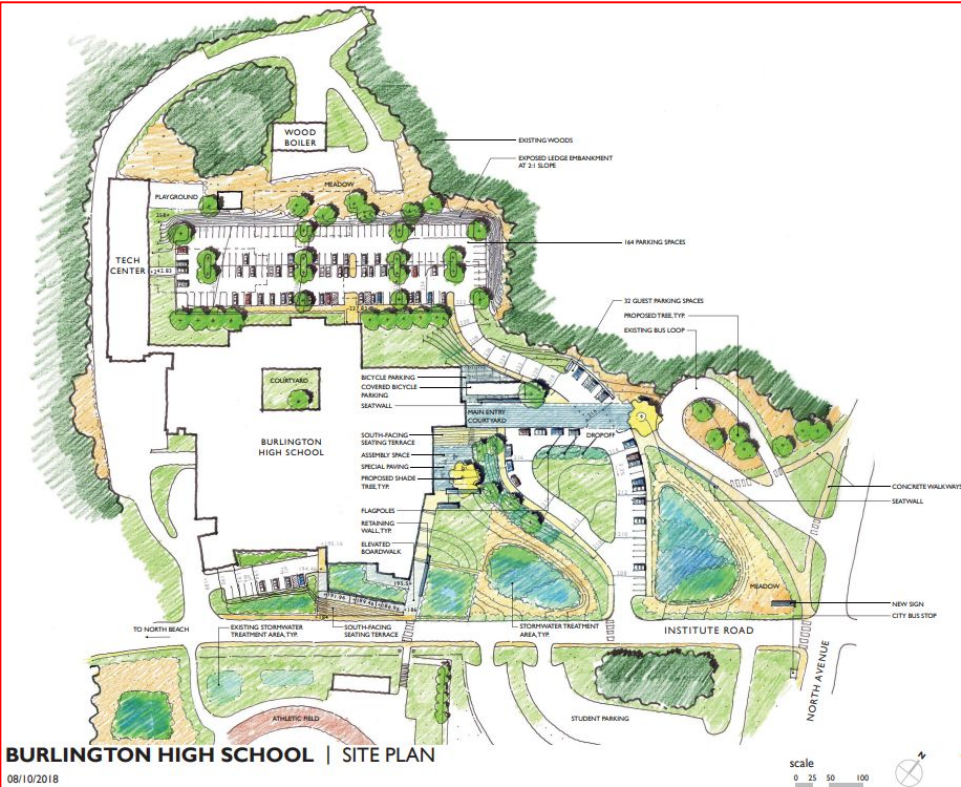 WOOD
BOILER
EXISTING WOODS
EXPOSED LEDGE EMBANKMENT
AT 2:1 SLOPE
MEADOW
PLAYGROUND
TECH
CENTER
164 PARKING SPACES
32 GUEST PARKING SPACES
PROPOSED TREE, TYP.
EXISTING BUS LOOP
COURTYARD
BICYCLE PARKING
COVERED BICYCLE
PARKING
SEATWALL
MAIN ENTRY
COURTYARD
BURLINGTON
HIGH SCHOOL
SOUTH-FACING
SEATING TERRACE
ASSEMBLY SPACE
SPECIAL PAVING
PROPOSED SHADE
TREE, TYP.
DROPOFF
FLAGPOLES
RETAINING
WALL, TYP.
ELEVATED
BOARDWALK
CONCRETE WALKWAYS
SEATWALL
212
210
208
MEADOW
NEW SIGN
CITY BUS STOP
TO NORTH BEACH
EXISTING STORMWATER
TREATMENT AREA, TYP.
SOUTH-FACING
SEATING TERRACE
STORMWATER TREATMENT
AREA, TYP.
INSTITUTE ROAD
NORTH AVENUE
ATHLETIC FIELD
STUDENT PARKING
BURLINGTON HIGH SCHOOL | SITE PLAN
08/10/2018
scale
0 25 50 100
N